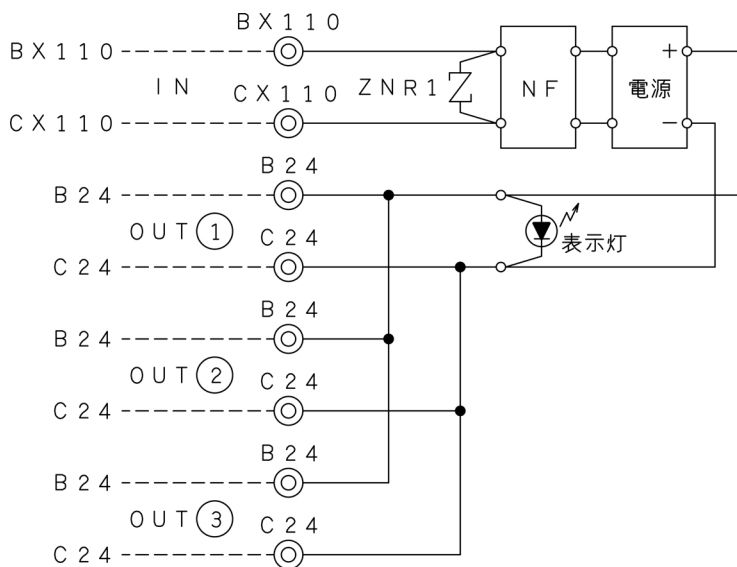 BX110
BX110
IN
CX110
CX110
ZNR1
NF
電源
+
−
B24
B24
OUT①
C24
C24
表示灯
B24
B24
OUT②
C24
C24
B24
B24
OUT③
C24
C24